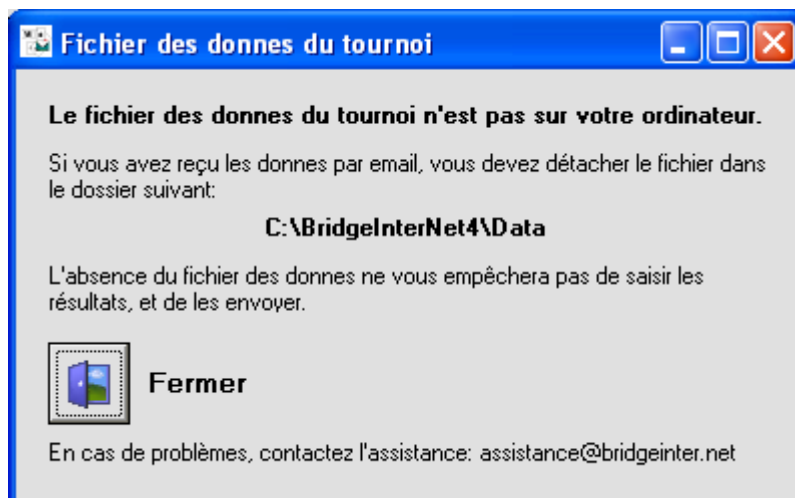 Fichier des donnes du tournoi
Le fichier des donnes du tournoi n'est pas sur votre ordinateur.
Si vous avez reçu les donnes par email, vous devez détacher le fichier dans
le dossier suivant:
C:\BridgeInterNet4\Data
L'absence du fichier des donnes ne vous empêchera pas de saisir les
résultats, et de les envoyer.
Fermer
En cas de problèmes, contactez l'assistance: assistance@bridgeinter.net